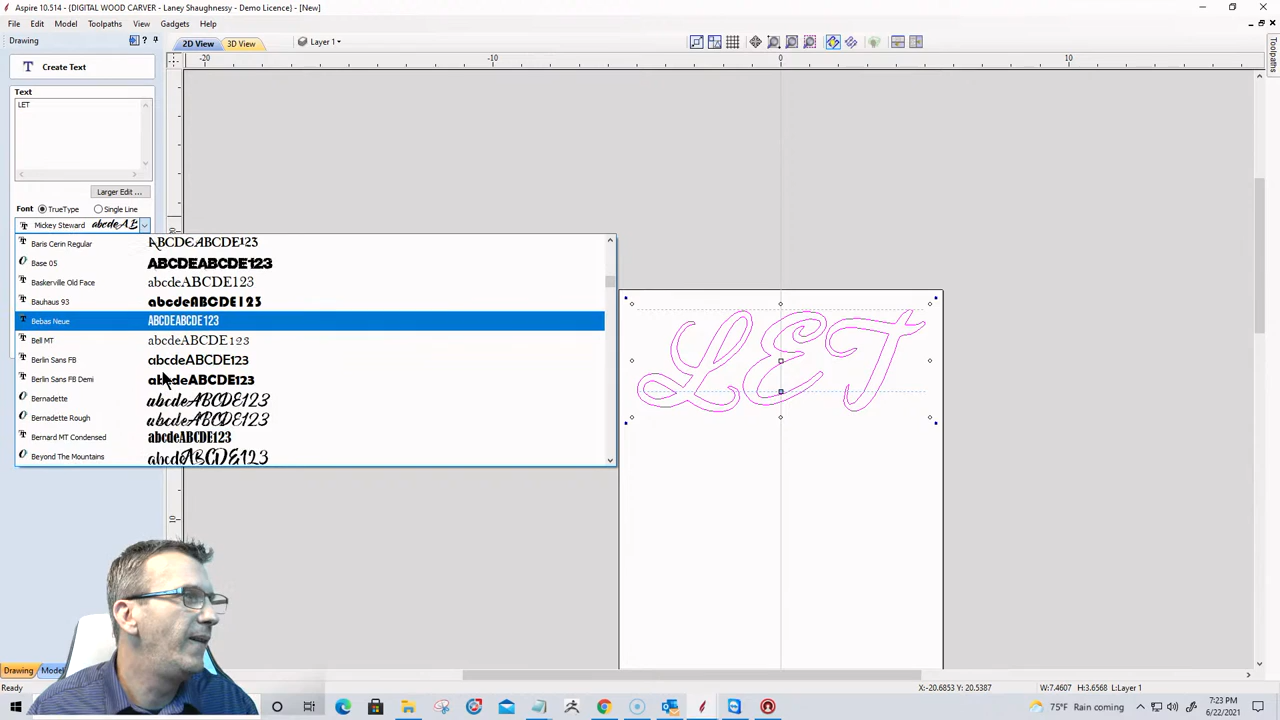 Aspire 10.514 - {DIGITAL WOOD CARVER - Laney Shaughnessy - Demo Licence} - [New]
File Edit Model Toolpaths View Gadgets Help
Drawing
2D View 3D View Layer 1
Toolpaths
-20 -10 0 10
Create Text
Text
LET
Larger Edit ...
Font TrueType Single Line
Mickey Steward abcdeAB
Baris Cerin Regular ABCDEABCDE123
Base 05 ABCDEABCDE123
Baskerville Old Face abcdeABCDE123
Bauhaus 93 abcdeABCDE123
Bebas Neue ABCDEABCDE123
Bell MT abcdeABCDE123
Berlin Sans FB abcdeABCDE123
Berlin Sans FB Demi abcdeABCDE123
Bernadette abcdeABCDE123
Bernadette Rough abcdeABCDE123
Bernard MT Condensed abcdeABCDE123
Beyond The Mountains abcdeABCDE123
LET
10
Drawing Model
Ready
X:-20.6853 Y: 20.5387 W:7.4607 H:3.6568 L:Layer 1
75°F Rain coming
7:23 PM
6/22/2021